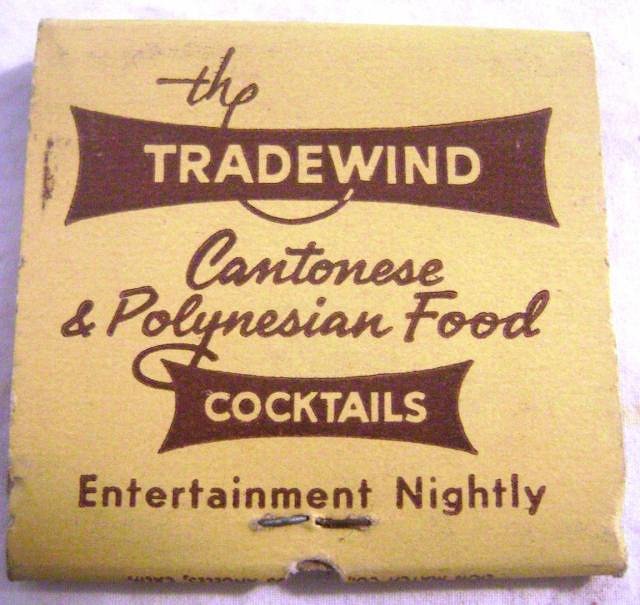 the
TRADEWIND
Cantonese
& Polynesian Food
COCKTAILS
Entertainment Nightly